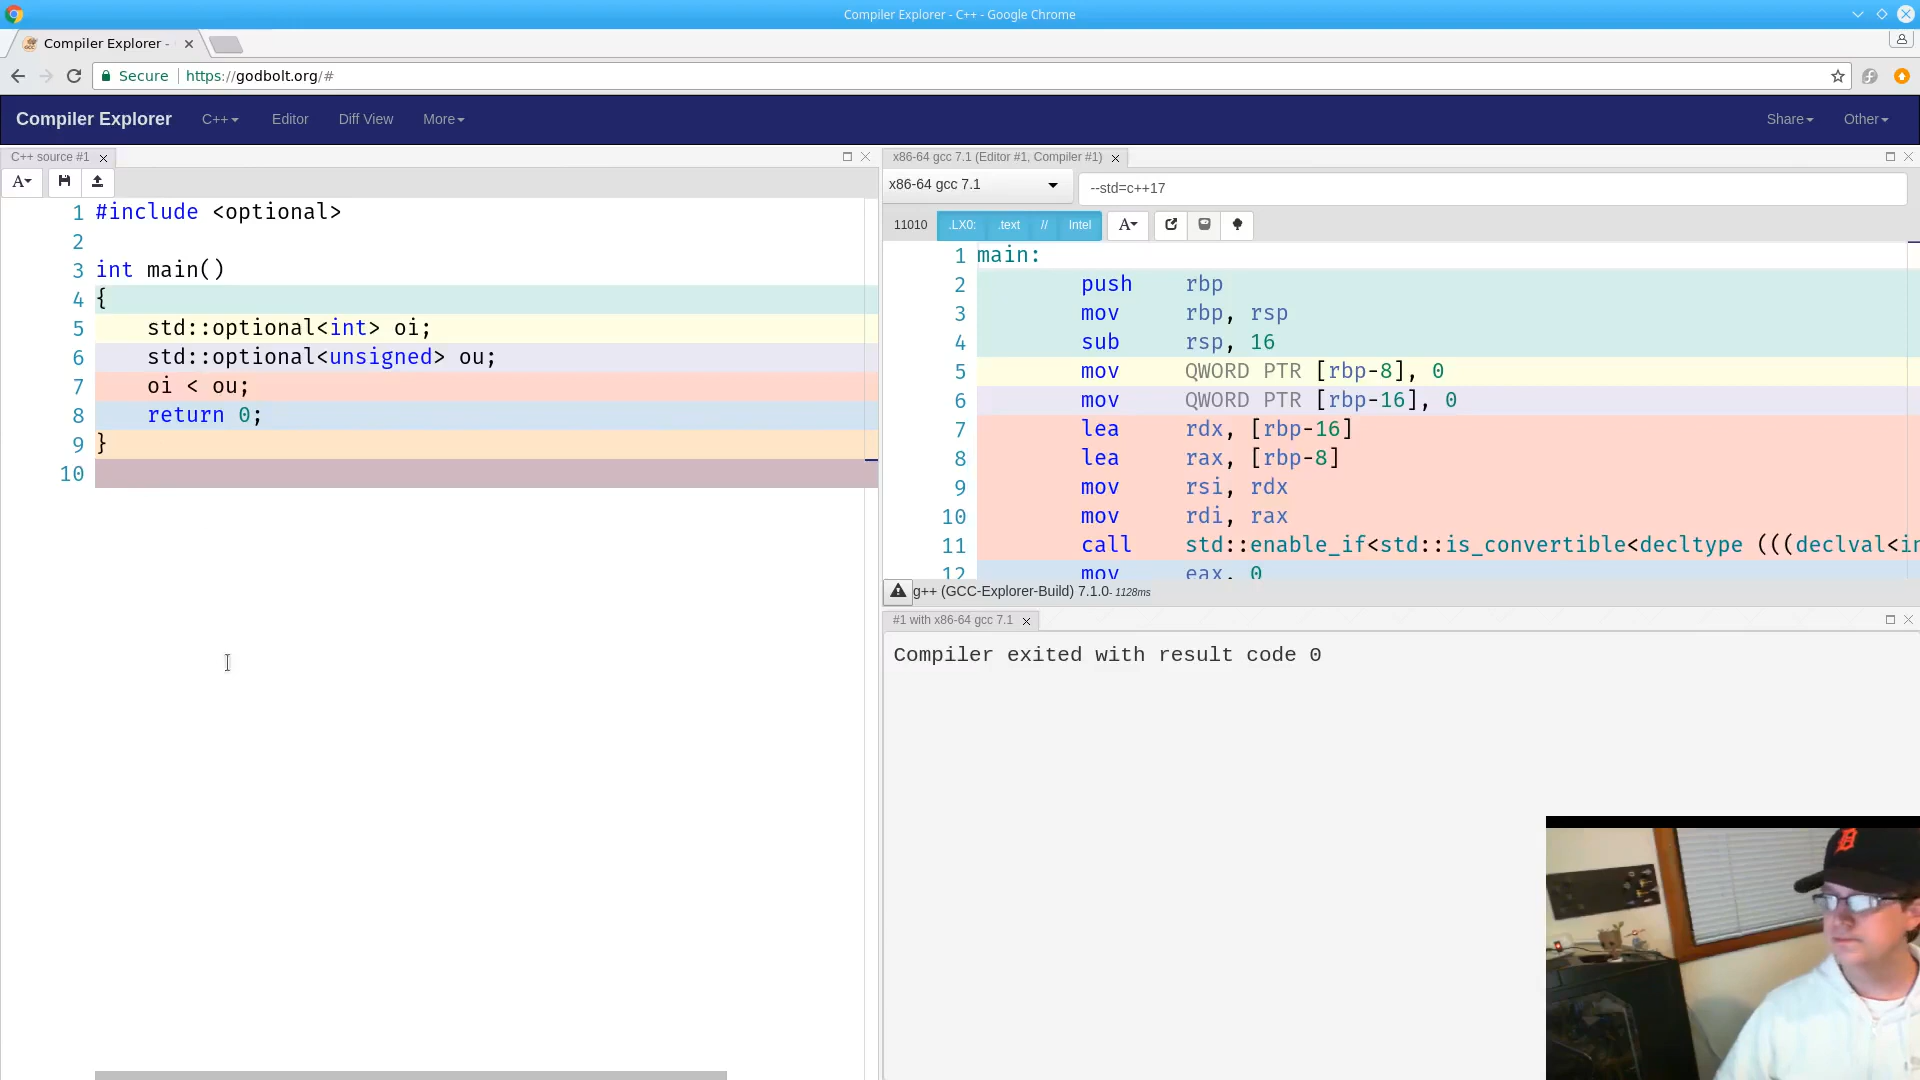 Compiler Explorer - C++ - Google Chrome
Compiler Explorer -
Secure https://godbolt.org/#
Compiler Explorer C++ Editor Diff View More Share Other
C++ source #1
A
1 #include <optional>
2
3 int main()
4 {
5 std::optional<int> oi;
6 std::optional<unsigned> ou;
7 oi < ou;
8 return 0;
9 }
10
x86-64 gcc 7.1 (Editor #1, Compiler #1)
x86-64 gcc 7.1 --std=c++17
11010 .LX0: .text // Intel A
1 main:
2 push rbp
3 mov rbp, rsp
4 sub rsp, 16
5 mov QWORD PTR [rbp-8], 0
6 mov QWORD PTR [rbp-16], 0
7 lea rdx, [rbp-16]
8 lea rax, [rbp-8]
9 mov rsi, rdx
10 mov rdi, rax
11 call std::enable_if<std::is_convertible<decltype (((declval<in
12 mov eax, 0
g++ (GCC-Explorer-Build) 7.1.0 - 1128ms
#1 with x86-64 gcc 7.1
Compiler exited with result code 0